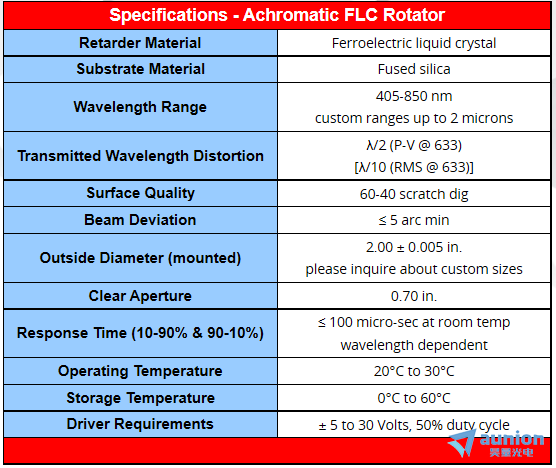 Specifications - Achromatic FLC Rotator
Retarder Material Ferroelectric liquid crystal
Substrate Material Fused silica
Wavelength Range 405-850 nm
custom ranges up to 2 microns
Transmitted Wavelength Distortion λ/2 (P-V @ 633)
[λ/10 (RMS @ 633)]
Surface Quality 60-40 scratch dig
Beam Deviation ≤ 5 arc min
Outside Diameter (mounted) 2.00 ± 0.005 in.
please inquire about custom sizes
Clear Aperture 0.70 in.
Response Time (10-90% & 90-10%) ≤ 100 micro-sec at room temp
wavelength dependent
Operating Temperature 20°C to 30°C
Storage Temperature 0°C to 60°C
Driver Requirements ± 5 to 30 Volts, 50% duty cycle
aunion
昊量光电